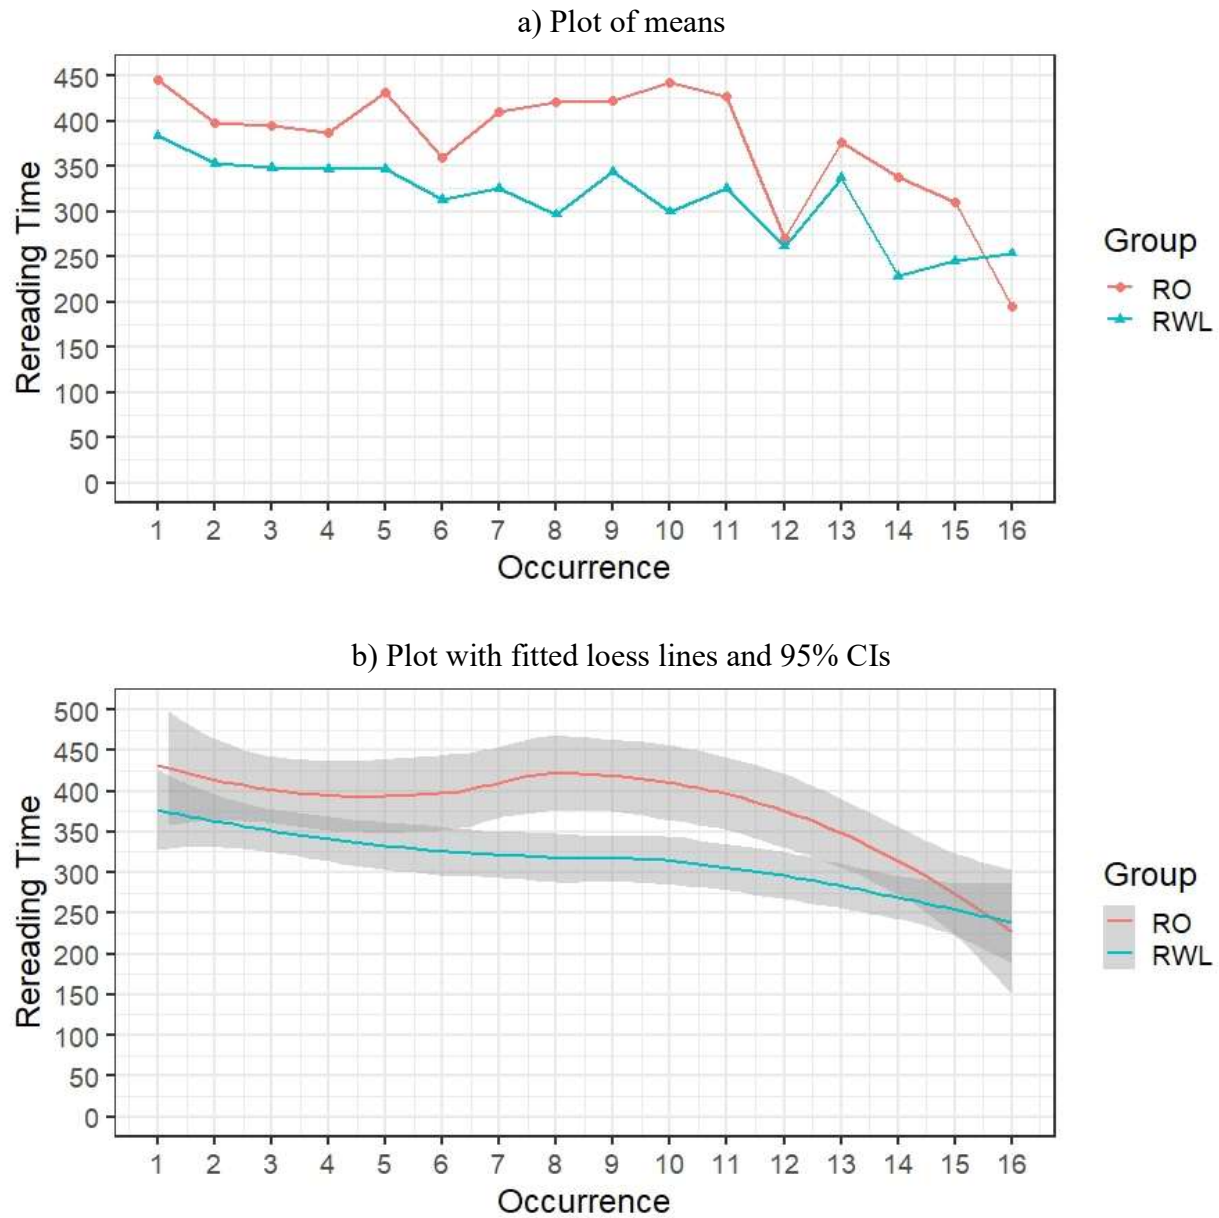 a) Plot of means
450
400
350
300
250
200
150
100
50
0
Rereading Time
1 2 3 4 5 6 7 8 9 10 11 12 13 14 15 16
Occurrence
Group
RO
RWL
b) Plot with fitted loess lines and 95% CIs
500
450
400
350
300
250
200
150
100
50
0
Rereading Time
1 2 3 4 5 6 7 8 9 10 11 12 13 14 15 16
Occurrence
Group
RO
RWL